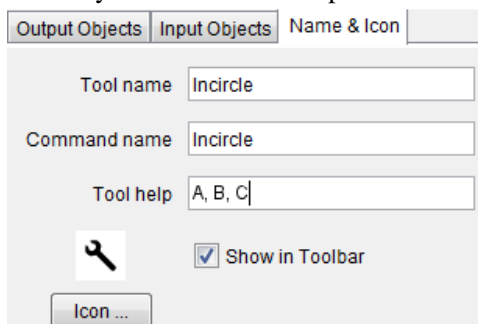 Output Objects Input Objects Name & Icon
Tool name Incircle
Command name Incircle
Tool help A, B, C
Show in Toolbar
Icon ...